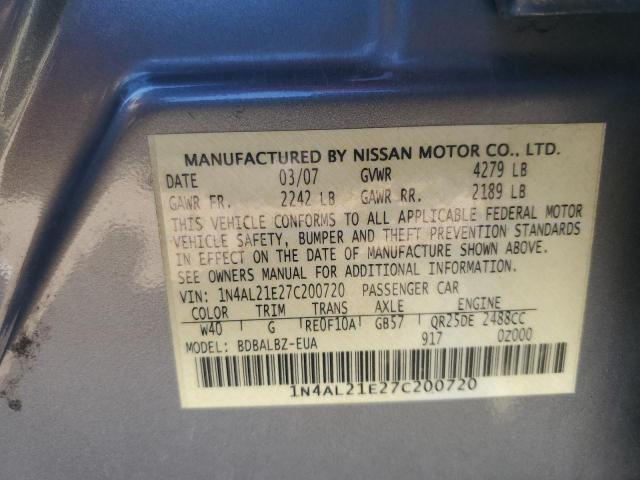 MANUFACTURED BY NISSAN MOTOR CO., LTD.
DATE 03/07 GVWR 4279 LB
GAWR FR. 2242 LB GAWR RR. 2189 LB
THIS VEHICLE CONFORMS TO ALL APPLICABLE FEDERAL MOTOR
VEHICLE SAFETY, BUMPER AND THEFT PREVENTION STANDARDS
IN EFFECT ON THE DATE OF MANUFACTURE SHOWN ABOVE.
SEE OWNERS MANUAL FOR ADDITIONAL INFORMATION.
VIN: 1N4AL21E27C200720 PASSENGER CAR
COLOR TRIM TRANS AXLE ENGINE
W40 G RE0F10A GB57 QR25DE 2488CC
MODEL: BDBALBZ-EUA 917 0Z000
1N4AL21E27C200720